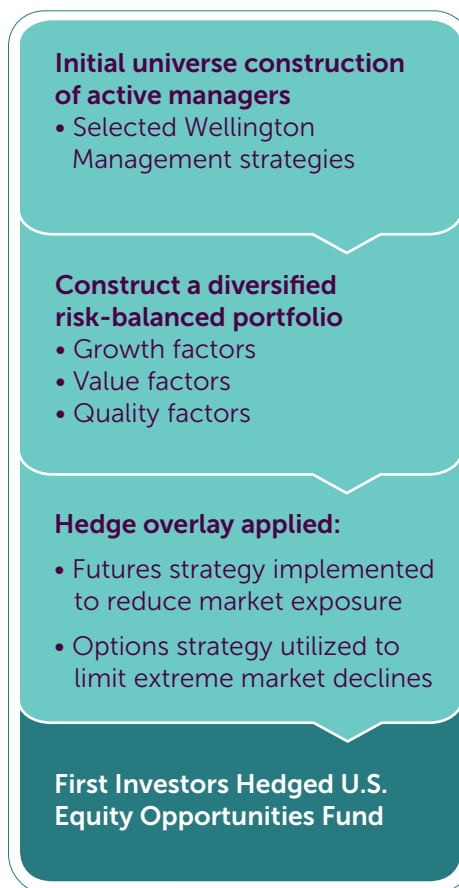 Initial universe construction
of active managers
• Selected Wellington
Management strategies
Construct a diversified
risk-balanced portfolio
• Growth factors
• Value factors
• Quality factors
Hedge overlay applied:
• Futures strategy implemented
to reduce market exposure
• Options strategy utilized to
limit extreme market declines
First Investors Hedged U.S.
Equity Opportunities Fund